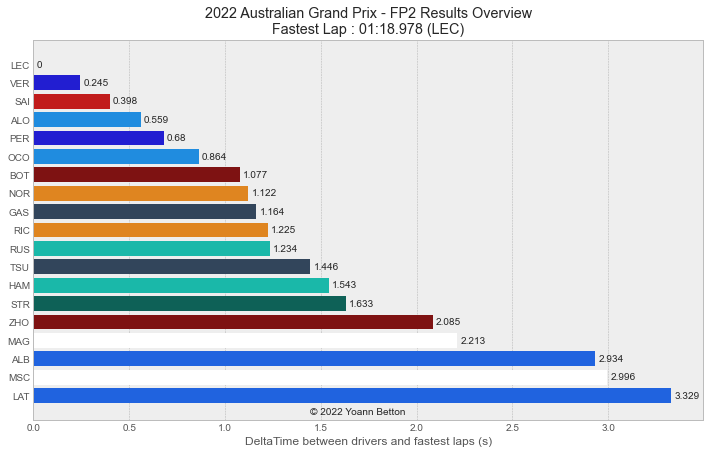 2022 Australian Grand Prix - FP2 Results Overview
Fastest Lap : 01:18.978 (LEC)
LEC 0
VER 0.245
SAI 0.398
ALO 0.559
PER 0.68
OCO 0.864
BOT 1.077
NOR 1.122
GAS 1.164
RIC 1.225
RUS 1.234
TSU 1.446
HAM 1.543
STR 1.633
ZHO 2.085
MAG 2.213
ALB 2.934
MSC 2.996
LAT 3.329
© 2022 Yoann Betton
0.0 0.5 1.0 1.5 2.0 2.5 3.0
DeltaTime between drivers and fastest laps (s)